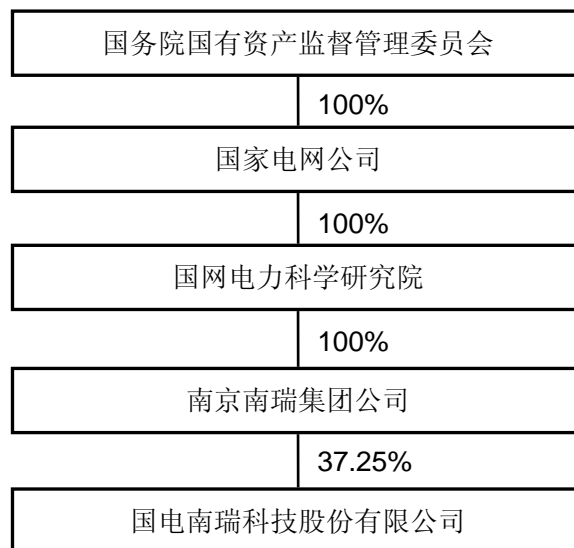 国务院国有资产监督管理委员会
100%
国家电网公司
100%
国网电力科学研究院
100%
南京南瑞集团公司
37.25%
国电南瑞科技股份有限公司